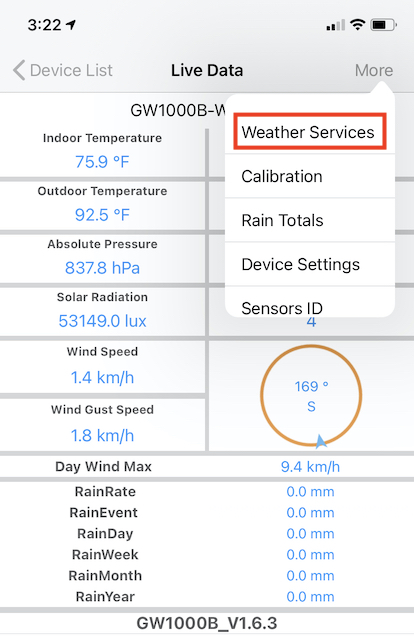 3:22
Device List
Live Data
More
GW1000B-W
Weather Services
Calibration
Rain Totals
Device Settings
Sensors ID
Indoor Temperature
75.9 °F
Outdoor Temperature
92.5 °F
Absolute Pressure
837.8 hPa
Solar Radiation
53149.0 lux
4
Wind Speed
1.4 km/h
Wind Gust Speed
1.8 km/h
169 °
S
Day Wind Max 9.4 km/h
RainRate 0.0 mm
RainEvent 0.0 mm
RainDay 0.0 mm
RainWeek 0.0 mm
RainMonth 0.0 mm
RainYear 0.0 mm
GW1000B_V1.6.3